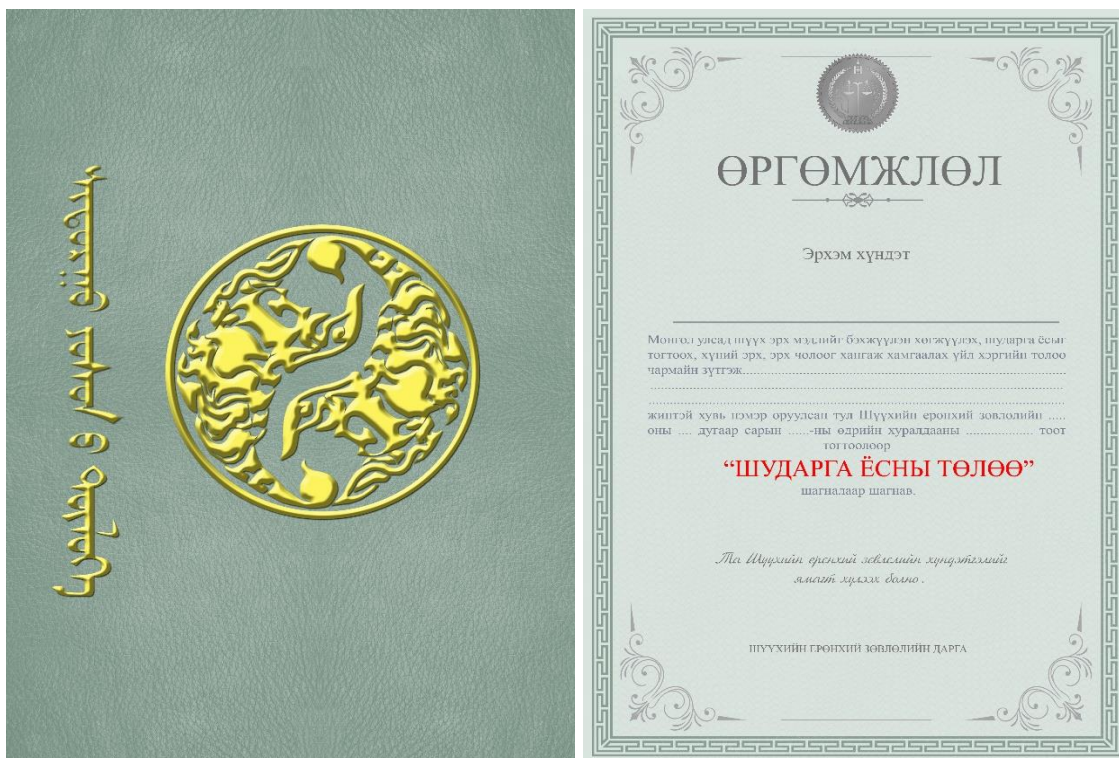 ӨРГӨМЖЛӨЛ
Эрхэм хүндэт
Монгол улсад шүүх эрх мэдлийг бэхжүүлэн хөгжүүлэх, шударга ёсыг
тогтоох, хүний эрх, эрх чөлөөг хангаж хамгаалах үйл хэргийн төлөө
чармайн зүтгэж..................................................................................
........................................................................................................
........................................................................................................
жинтэй хувь нэмэр оруулсан тул Шүүхийн ерөнхий зөвлөлийн .....
оны .... дугаар сарын ......-ны өдрийн хуралдааны .................. тоот
тогтоолоор
“ШУДАРГА ЁСНЫ ТӨЛӨӨ”
шагналаар шагнав.
Та Шүүхийн ерөнхий зөвлөлийн хүндэтгэлийг
ямагт хүлээх болно.
ШҮҮХИЙН ЕРӨНХИЙ ЗӨВЛӨЛИЙН ДАРГА